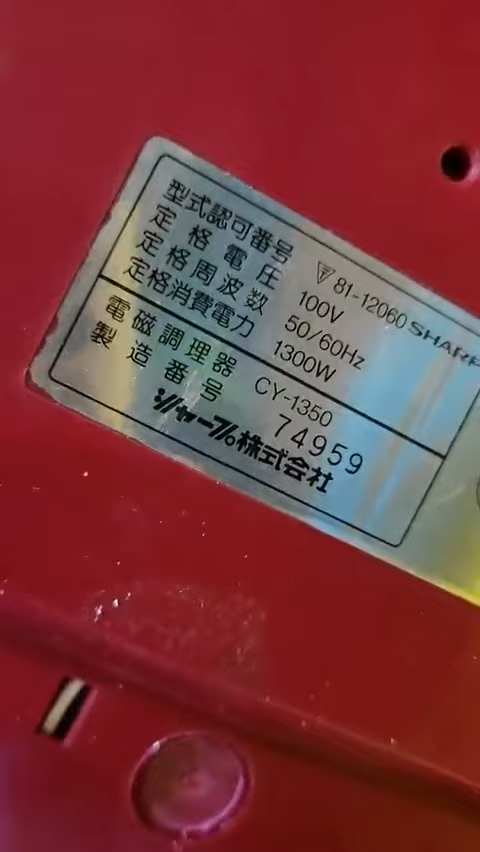 型式認可番号 81-12060 SHARP
定格電圧 100V
定格周波数 50/60Hz
定格消費電力 1300W
電磁調理器 CY-1350
製造番号 74959
シャープ株式会社